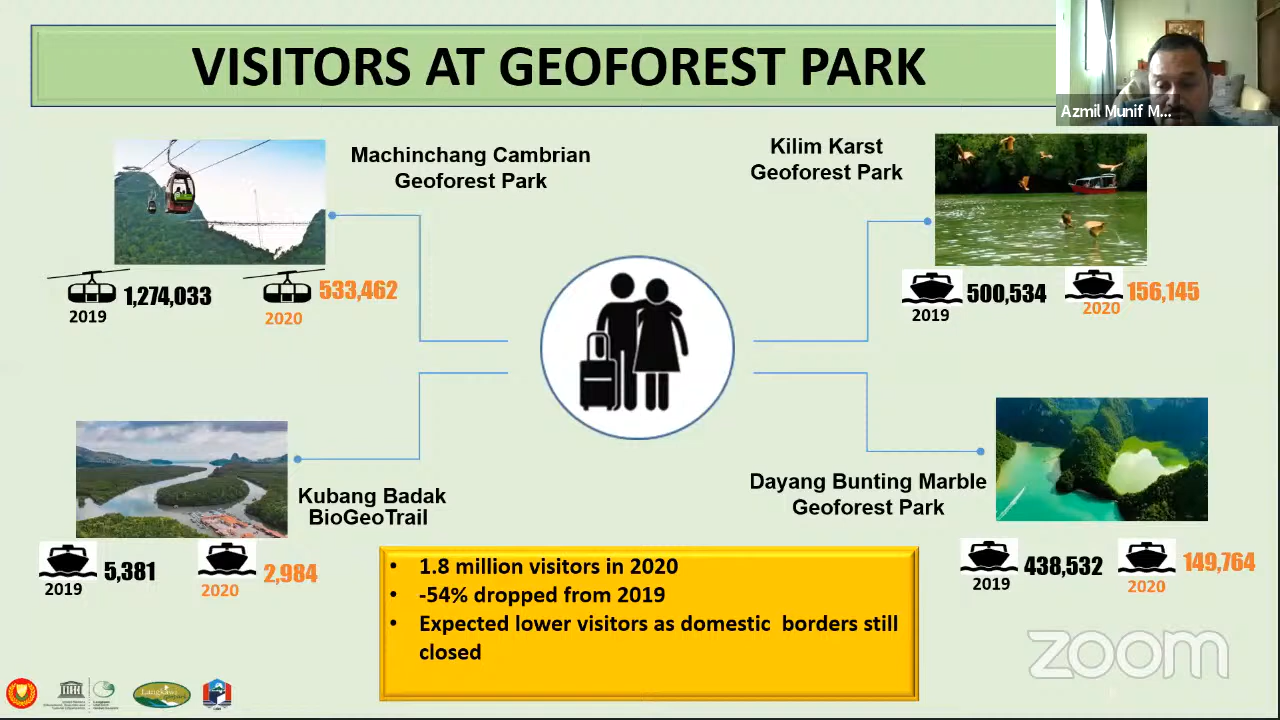 VISITORS AT GEOFOREST PARK
Azmil Munif M...
Machinchang Cambrian
Geoforest Park
1,274,033
2019
533,462
2020
Kilim Karst
Geoforest Park
500,534
2019
156,145
2020
Kubang Badak
BioGeoTrail
5,381
2019
2,984
2020
Dayang Bunting Marble
Geoforest Park
438,532
2019
149,764
2020
• 1.8 million visitors in 2020
• -54% dropped from 2019
• Expected lower visitors as domestic borders still
closed
zoom
Langkawi